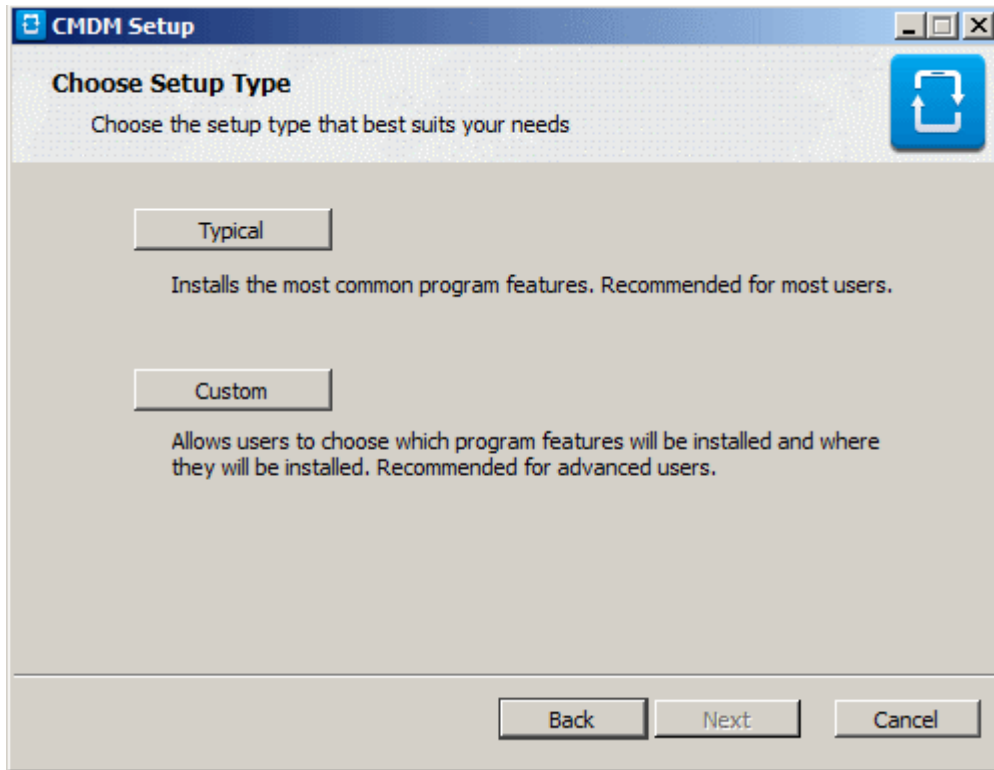 CMDM Setup
Choose Setup Type
Choose the setup type that best suits your needs
Typical
Installs the most common program features. Recommended for most users.
Custom
Allows users to choose which program features will be installed and where
they will be installed. Recommended for advanced users.
Back Next Cancel